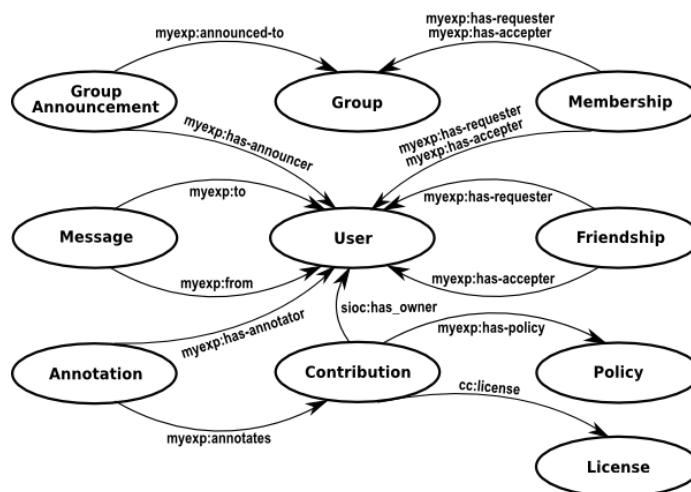 myexp:announced-to
myexp:has-requester
myexp:has-accepter
Group
Announcement
Group
Membership
myexp:has-announcer
myexp:has-requester
myexp:has-accepter
myexp:to
myexp:has-requester
Message
User
Friendship
myexp:from
myexp:has-accepter
sioc:has_owner
myexp:has-annotator
myexp:has-policy
Annotation
Contribution
Policy
cc:license
myexp:annotates
License